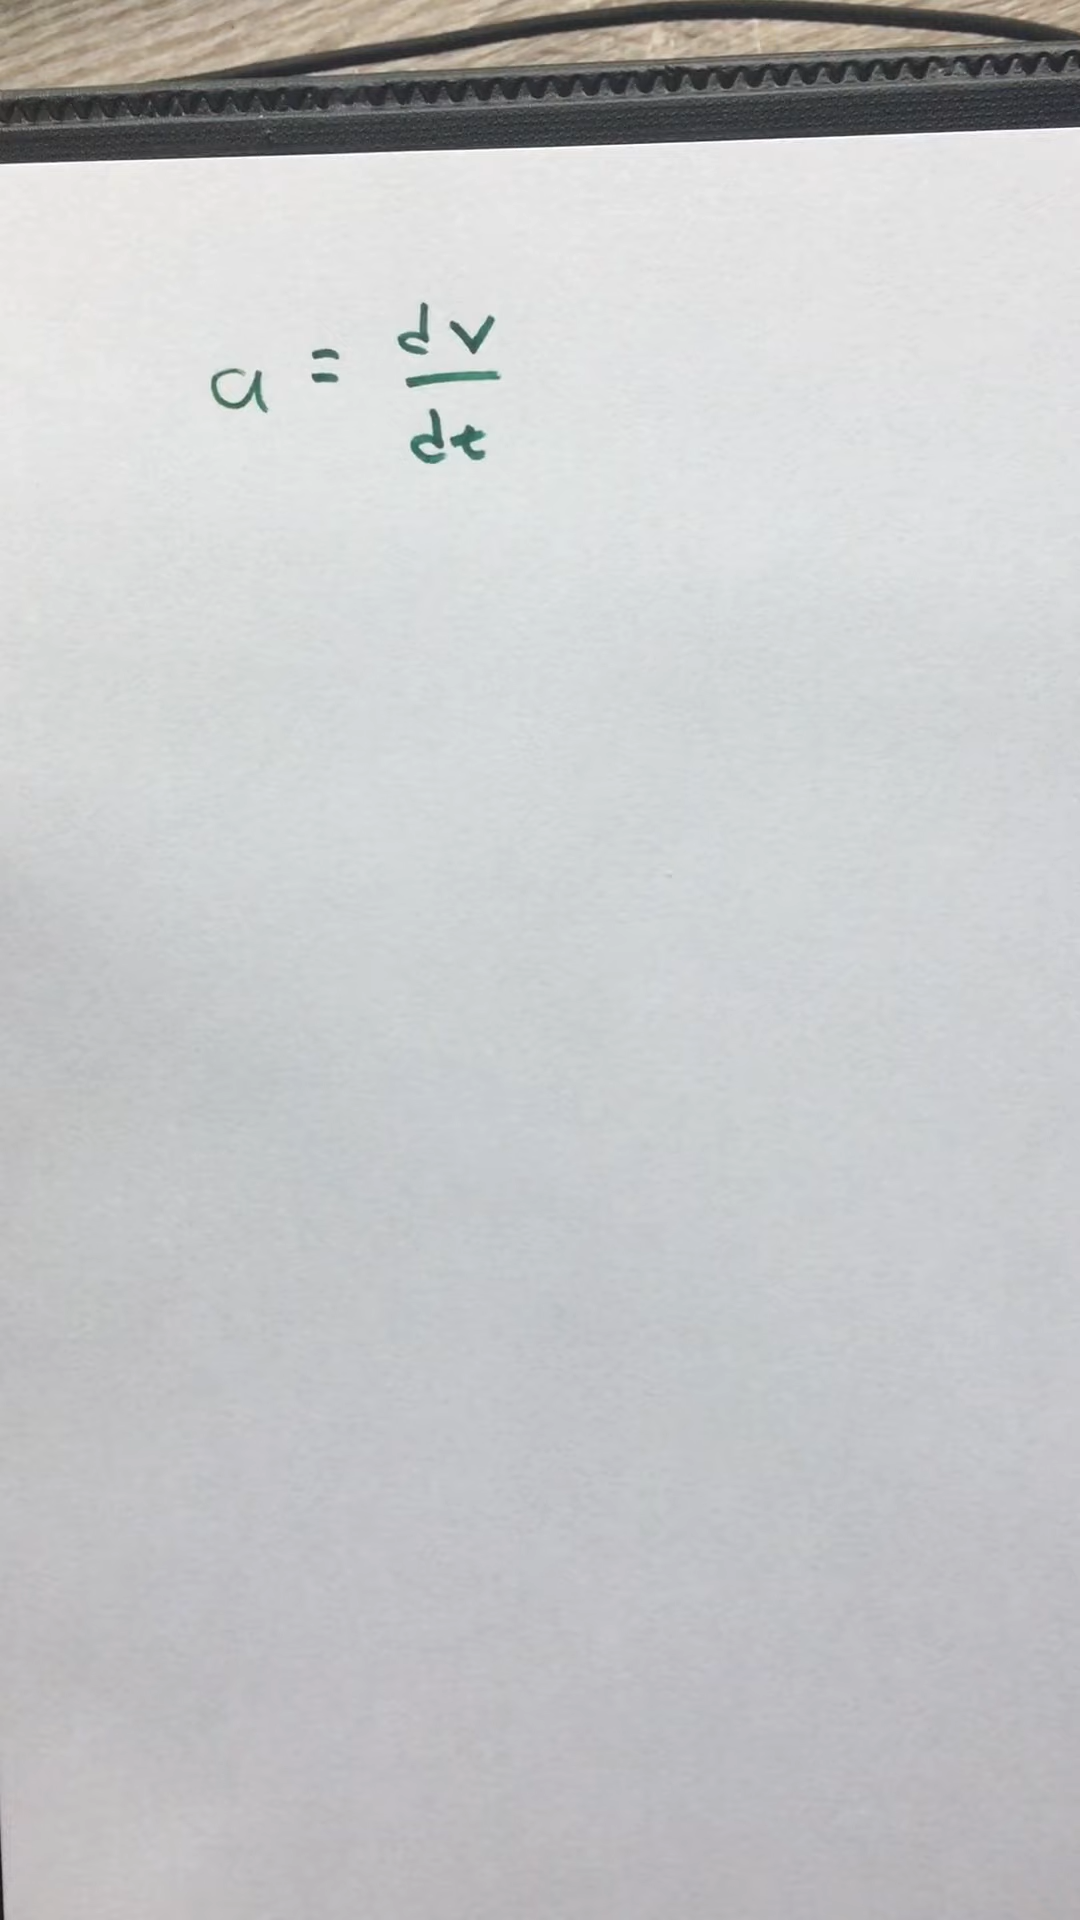 a = dv/dt